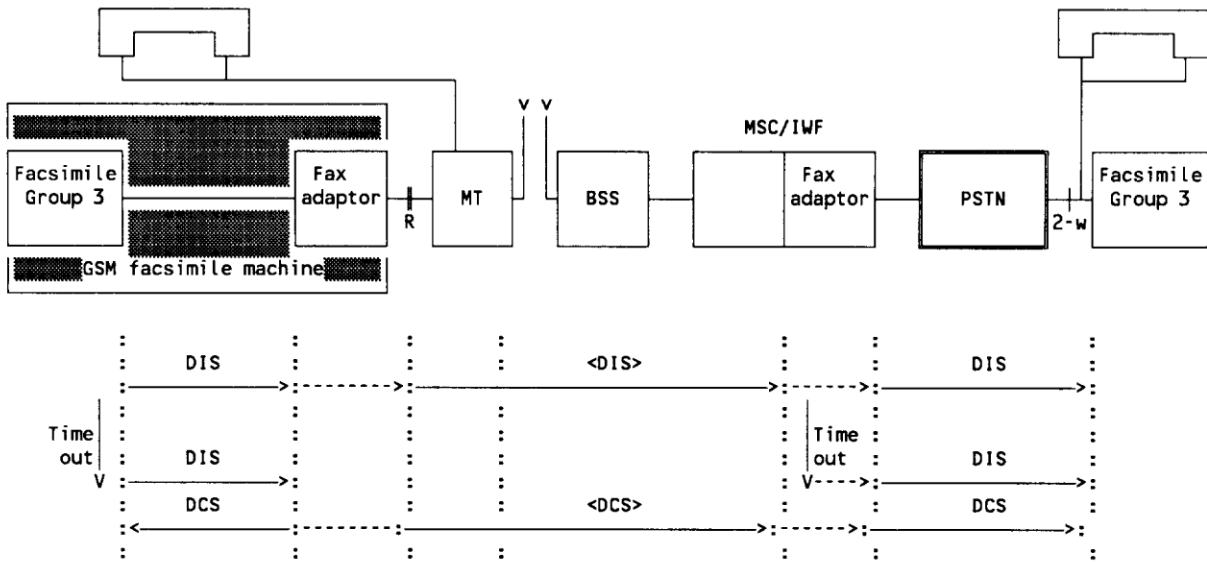 MSC/IWF
Facsimile
Group 3
Fax
adaptor
R
MT
V V
BSS
Fax
adaptor
PSTN
2-w
Facsimile
Group 3
GSM facsimile machine
DIS <DIS> DIS
Time
out
Time
out
DIS DIS
DCS <DCS> DCS